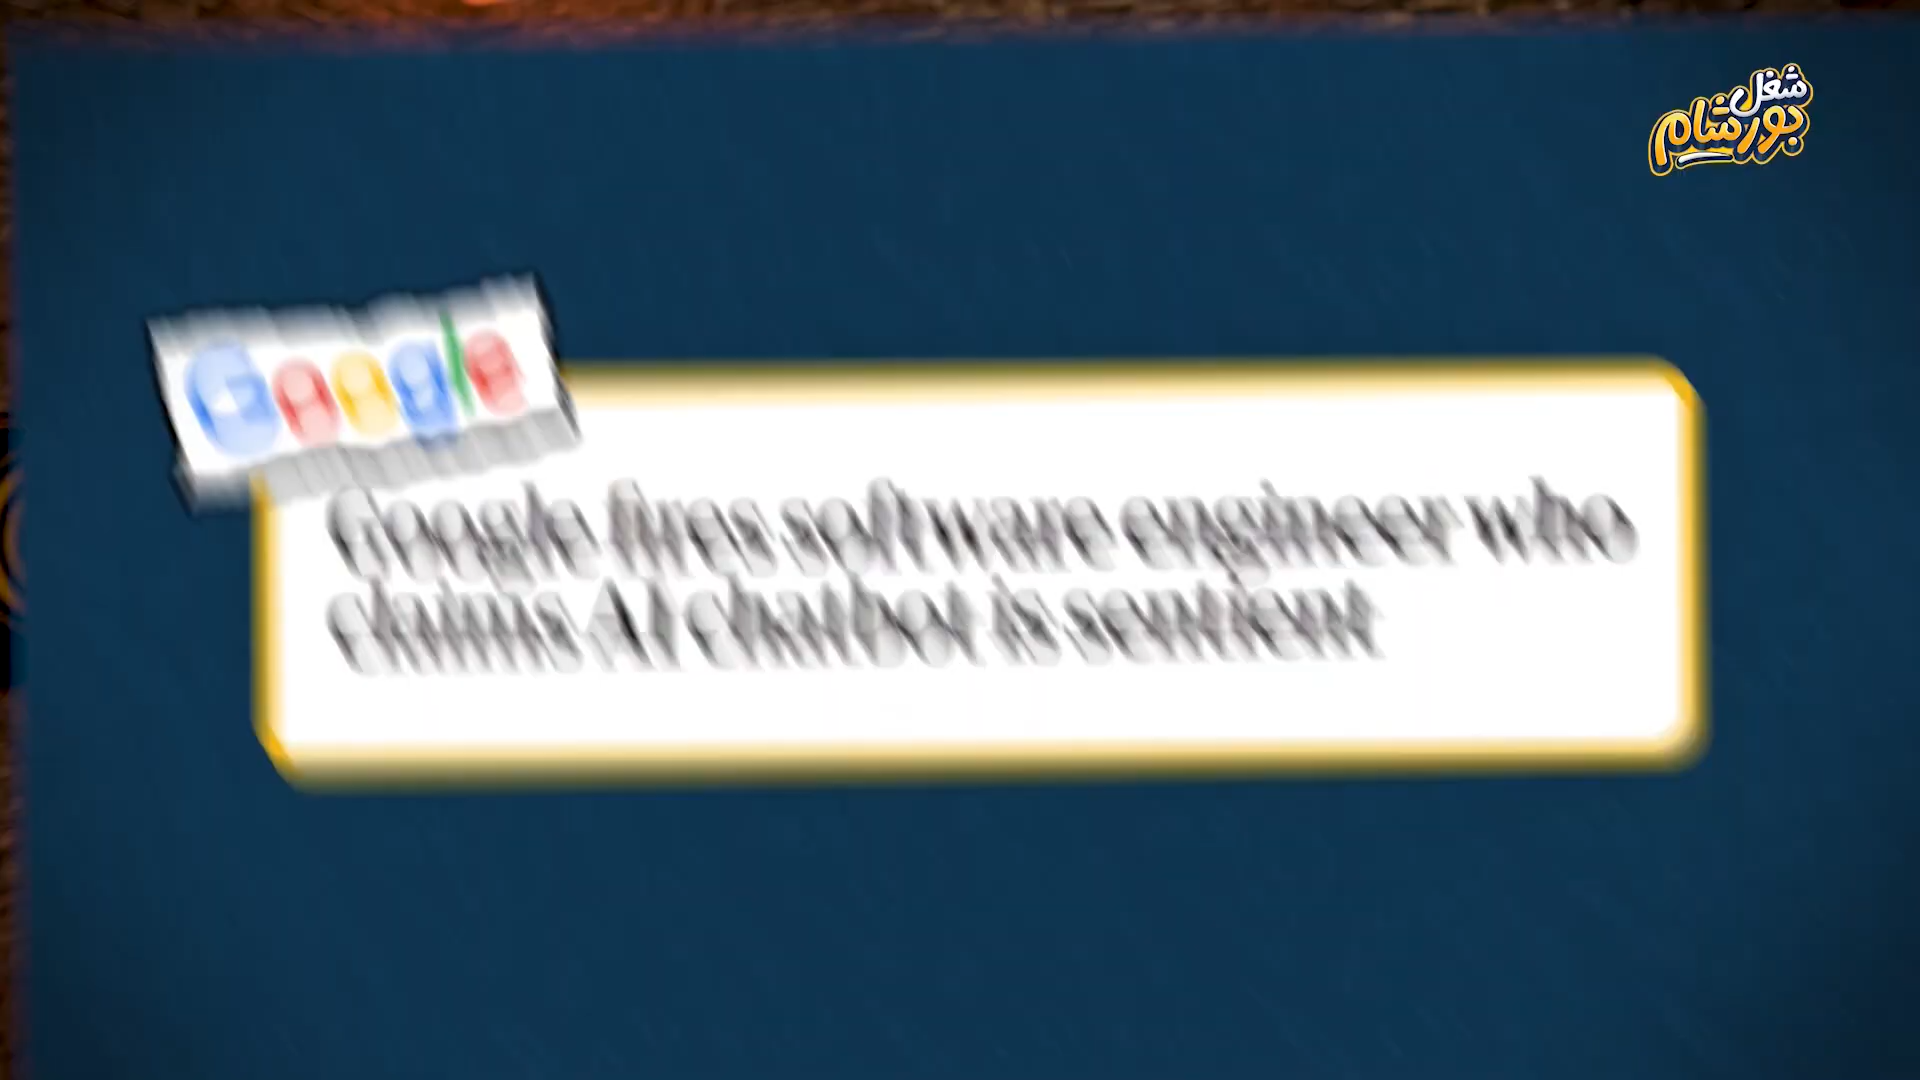 شغل
بورشام
Google
Google fires software engineer who
claims AI chatbot is sentient